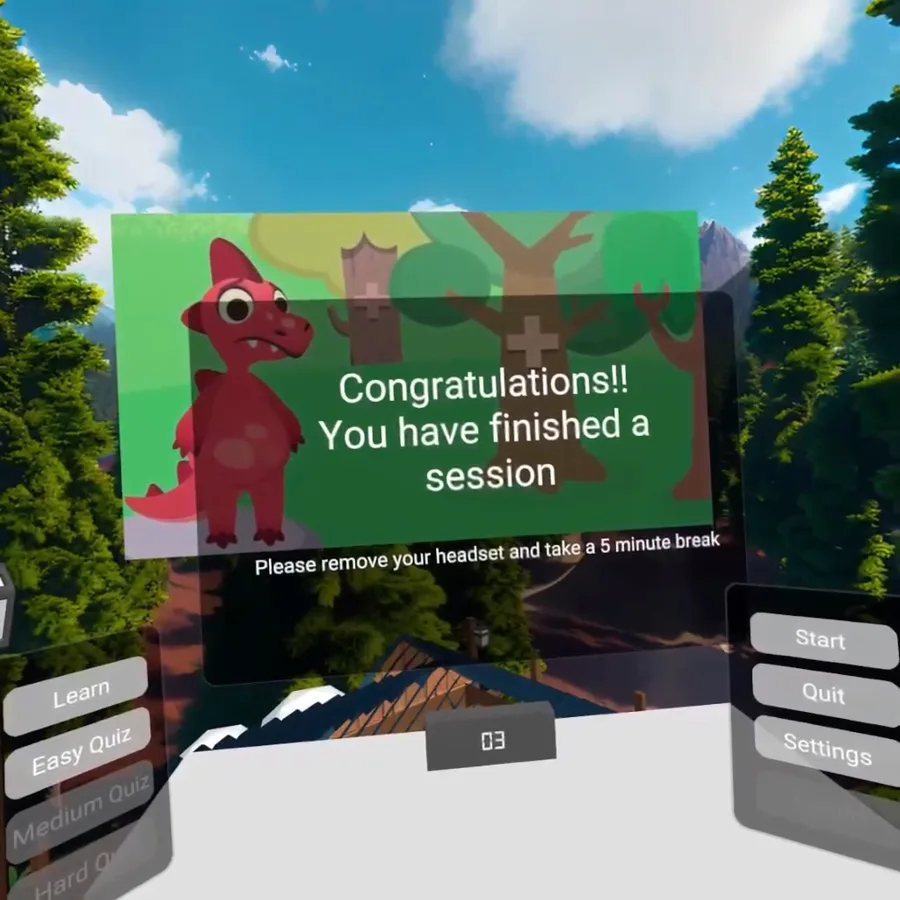 Congratulations!!
You have finished a
session
Please remove your headset and take a 5 minute break
Learn
Easy Quiz
Medium Quiz
Hard
03
Start
Quit
Settings